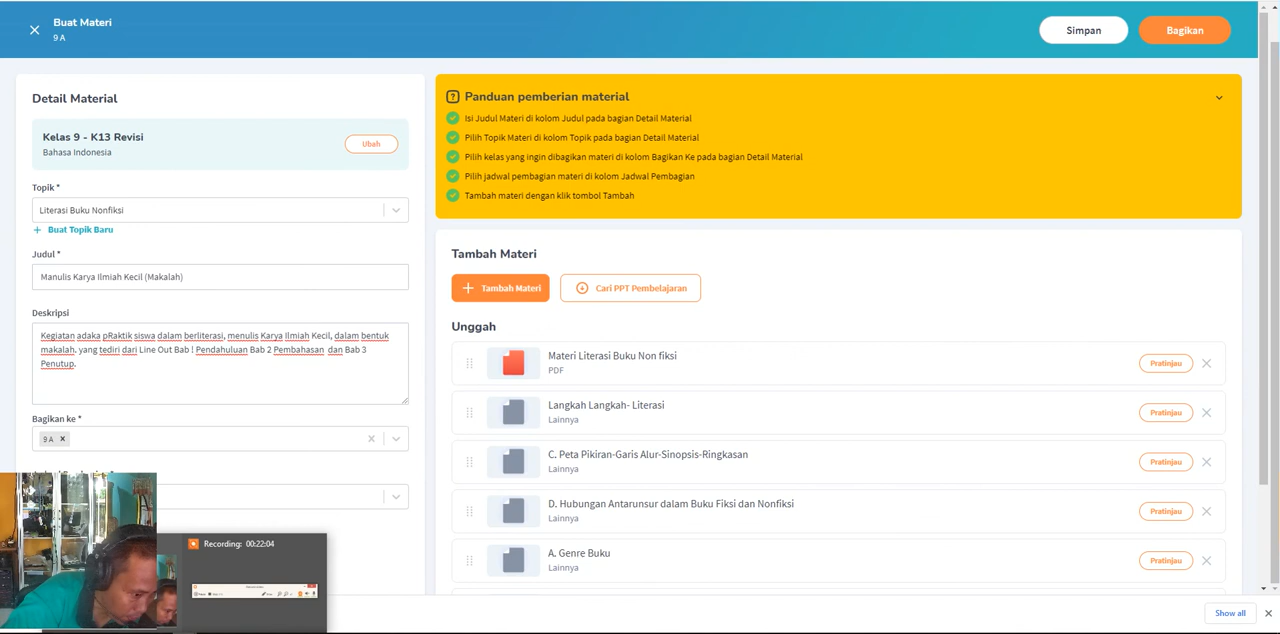 Buat Materi
9 A
Simpan
Bagikan
Detail Material
Kelas 9 - K13 Revisi
Bahasa Indonesia
Ubah
Topik *
Literasi Buku Nonfiksi
+ Buat Topik Baru
Judul *
Manulis Karya Ilmiah Kecil (Makalah)
Deskripsi
Kegiatan adaka pRaktik siswa dalam berliterasi, menulis Karya Ilmiah Kecil, dalam bentuk
makalah. yang tediri dari Line Out Bab ! Pendahuluan Bab 2 Pembahasan dan Bab 3
Penutup.
Bagikan ke *
9 A
Panduan pemberian material
Isi Judul Materi di kolom Judul pada bagian Detail Material
Pilih Topik Materi di kolom Topik pada bagian Detail Material
Pilih kelas yang ingin dibagikan materi di kolom Bagikan Ke pada bagian Detail Material
Pilih jadwal pembagian materi di kolom Jadwal Pembagian
Tambah materi dengan klik tombol Tambah
Tambah Materi
+ Tambah Materi
Cari PPT Pembelajaran
Unggah
Materi Literasi Buku Non fiksi
PDF
Pratinjau
Langkah Langkah- Literasi
Lainnya
Pratinjau
C. Peta Pikiran-Garis Alur-Sinopsis-Ringkasan
Lainnya
Pratinjau
D. Hubungan Antarunsur dalam Buku Fiksi dan Nonfiksi
Lainnya
Pratinjau
A. Genre Buku
Lainnya
Pratinjau
Recording: 00:22:04
Show all